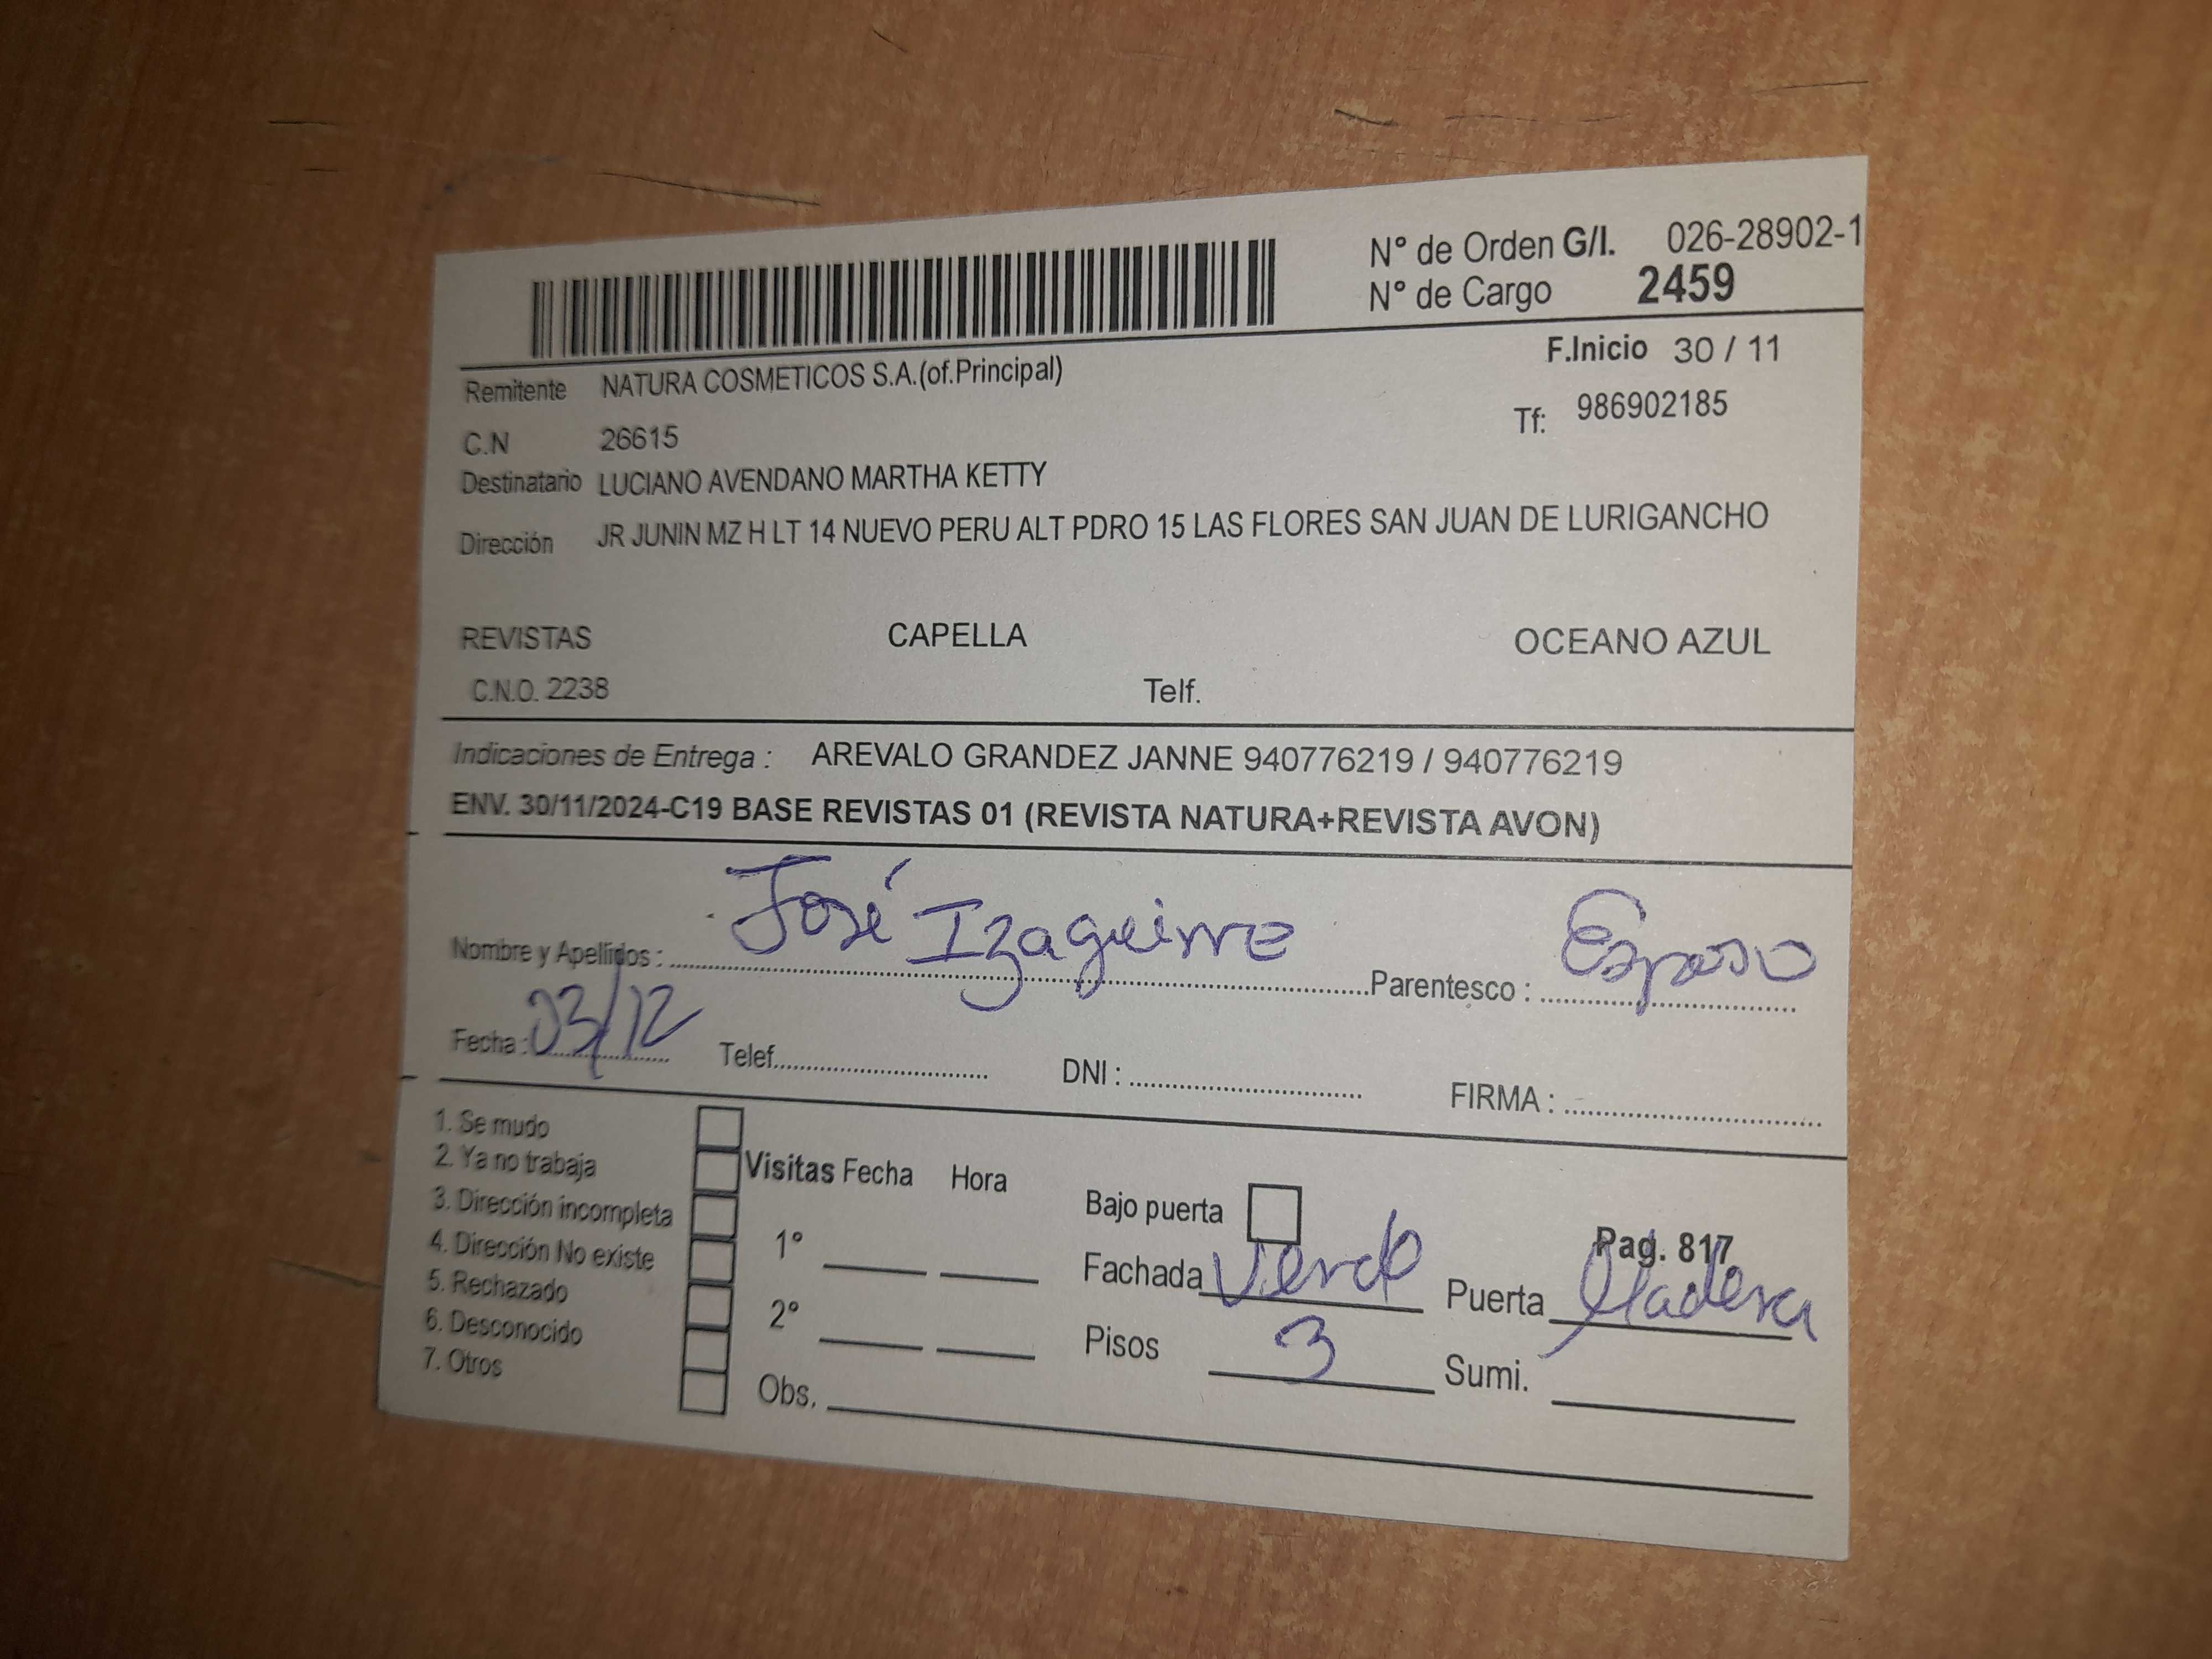 N° de Orden G/I. 026-28902-1
N° de Cargo 2459
F.Inicio 30 / 11
Remitente NATURA COSMETICOS S.A.(of.Principal)
Tf: 986902185
C.N 26615
Destinatario LUCIANO AVENDANO MARTHA KETTY
Dirección JR JUNIN MZ H LT 14 NUEVO PERU ALT PDRO 15 LAS FLORES SAN JUAN DE LURIGANCHO
REVISTAS CAPELLA OCEANO AZUL
C.N.O. 2238 Telf.
Indicaciones de Entrega : AREVALO GRANDEZ JANNE 940776219 / 940776219
ENV. 30/11/2024-C19 BASE REVISTAS 01 (REVISTA NATURA+REVISTA AVON)
Nombre y Apellidos : José Izaguirre Parentesco : Esposo
Fecha : 03/12 Telef. DNI : FIRMA :
1. Se mudo
2. Ya no trabaja
3. Dirección incompleta
4. Dirección No existe
5. Rechazado
6. Desconocido
7. Otros
Visitas Fecha Hora
1°
2°
Obs.
Bajo puerta Pag. 817
Fachada Verde Puerta Madera
Pisos 3 Sumi.